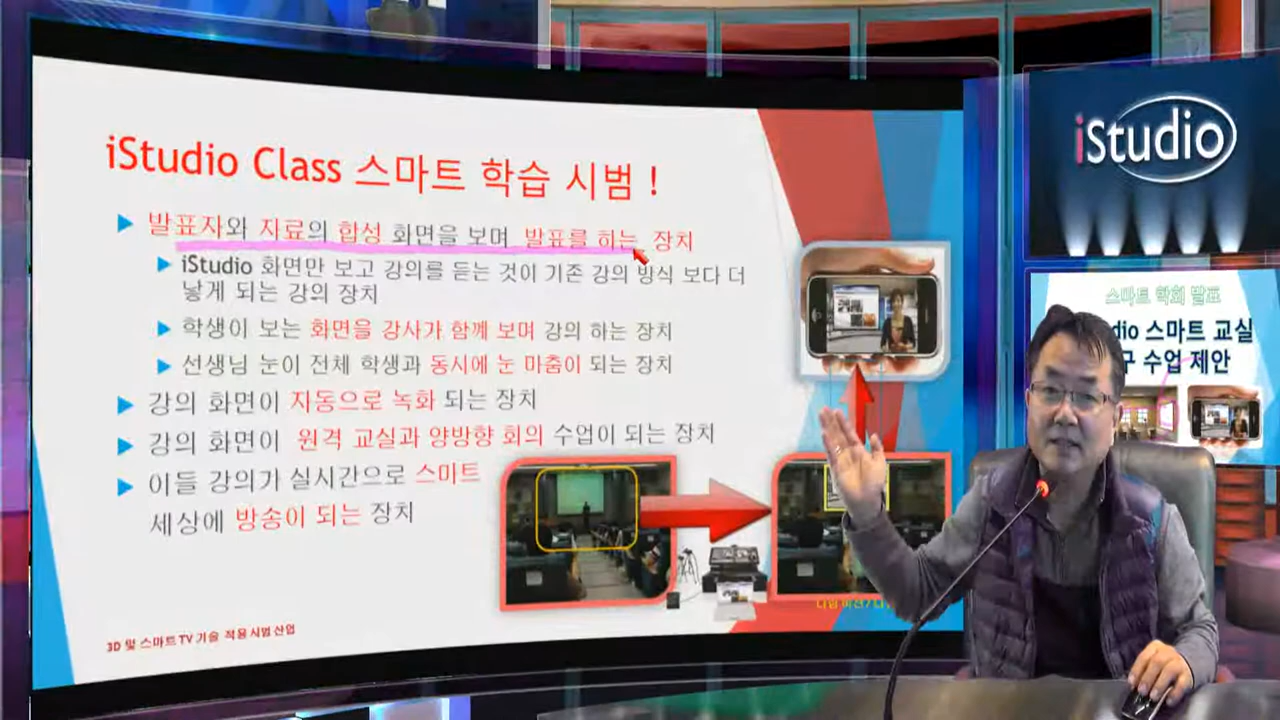 iStudio Class 스마트 학습 시범 !
발표자와 자료의 합성 화면을 보며 발표를 하는 장치
iStudio 화면만 보고 강의를 듣는 것이 기존 강의 방식 보다 더
낳게 되는 강의 장치
학생이 보는 화면을 강사가 함께 보며 강의 하는 장치
선생님 눈이 전체 학생과 동시에 눈 마춤이 되는 장치
강의 화면이 자동으로 녹화 되는 장치
강의 화면이 원격 교실과 양방향 회의 수업이 되는 장치
이들 강의가 실시간으로 스마트
세상에 방송이 되는 장치
3D 및 스마트TV 기술 적용시범산업
iStudio
스마트 학회 발표
dio 스마트 교실
구 수업 제안